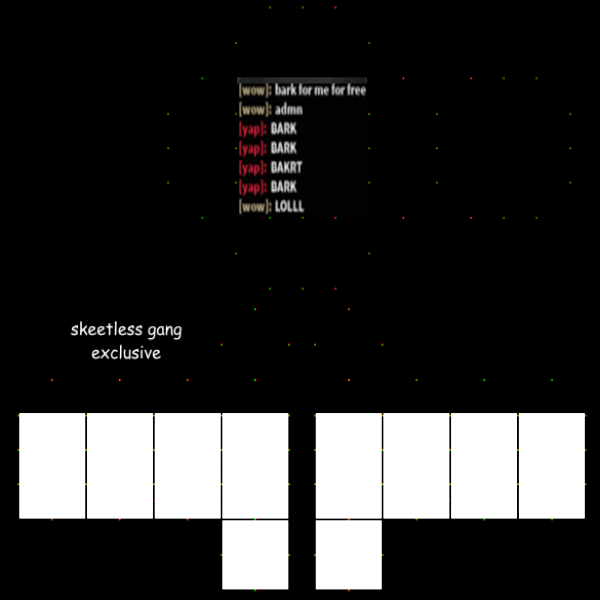 [wow]: bark for me for free
[wow]: admn
[yap]: BARK
[yap]: BARK
[yap]: BAKRT
[yap]: BARK
[wow]: LOLLL
skeetless gang
exclusive